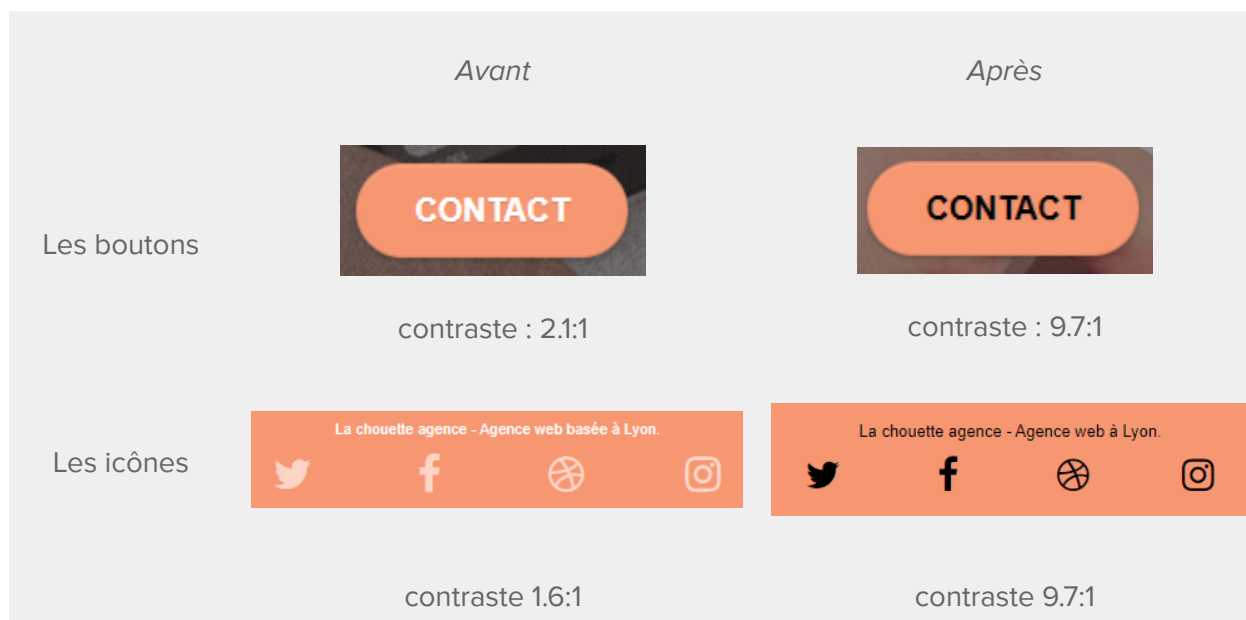 Avant
Après
Les boutons
CONTACT
CONTACT
contraste : 2.1:1
contraste : 9.7:1
Les icônes
La chouette agence - Agence web basée à Lyon.
La chouette agence - Agence web à Lyon.
contraste 1.6:1
contraste 9.7:1